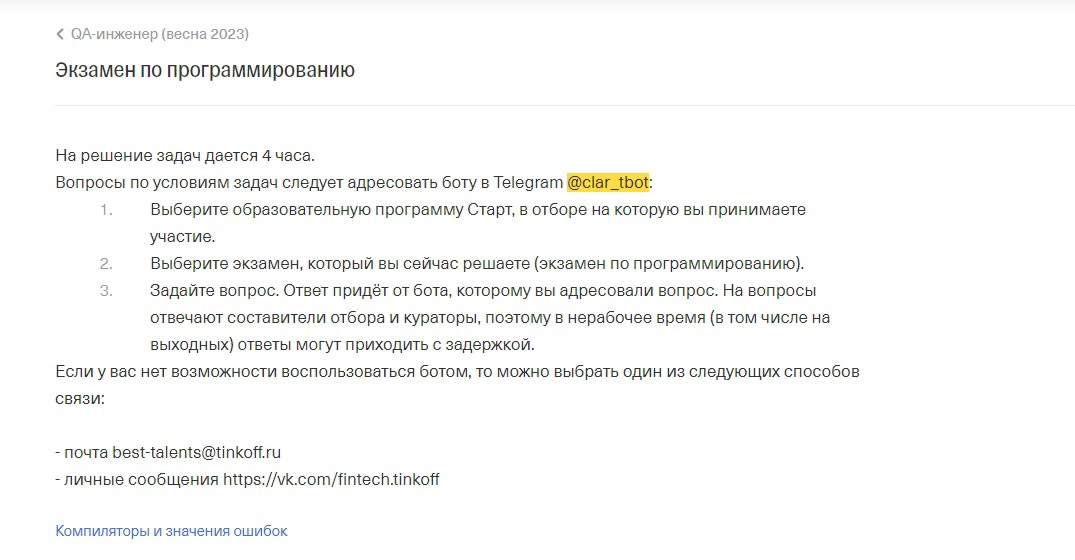 QA-инженер (весна 2023)
Экзамен по программированию
На решение задач дается 4 часа.
Вопросы по условиям задач следует адресовать боту в Telegram @clar_tbot:
1. Выберите образовательную программу Старт, в отборе на которую вы принимаете
участие.
2. Выберите экзамен, который вы сейчас решаете (экзамен по программированию).
3. Задайте вопрос. Ответ придёт от бота, которому вы адресовали вопрос. На вопросы
отвечают составители отбора и кураторы, поэтому в нерабочее время (в том числе на
выходных) ответы могут приходить с задержкой.
Если у вас нет возможности воспользоваться ботом, то можно выбрать один из следующих способов
связи:
- почта best-talents@tinkoff.ru
- личные сообщения https://vk.com/fintech.tinkoff
Компиляторы и значения ошибок